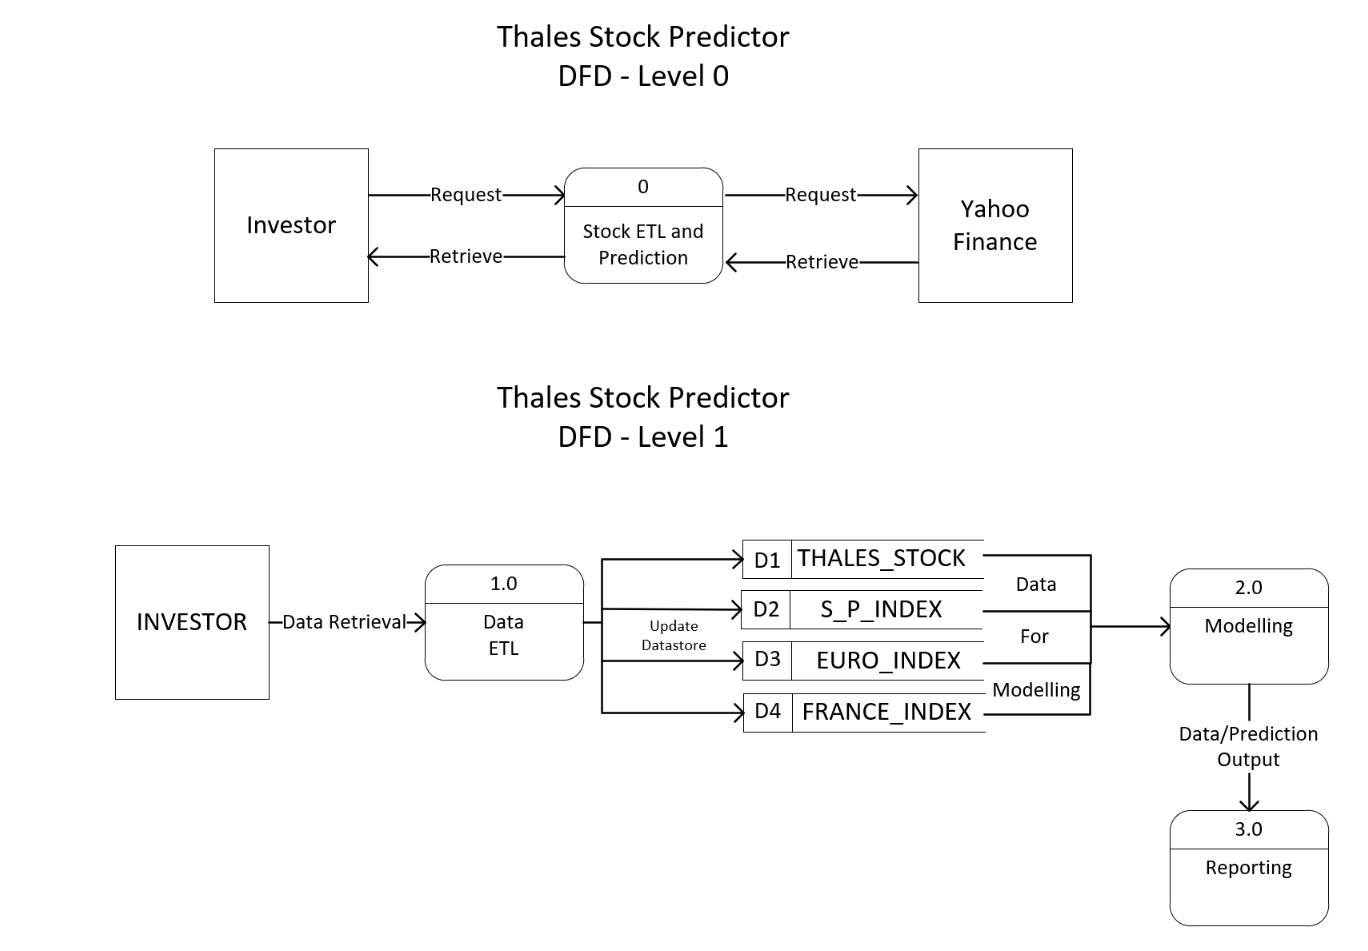 Thales Stock Predictor
DFD - Level 0
Investor
Request
Retrieve
0
Stock ETL and
Prediction
Request
Retrieve
Yahoo
Finance
Thales Stock Predictor
DFD - Level 1
INVESTOR
Data Retrieval
1.0
Data
ETL
Update
Datastore
D1 THALES_STOCK
D2 S_P_INDEX
D3 EURO_INDEX
D4 FRANCE_INDEX
Data
For
Modelling
2.0
Modelling
Data/Prediction
Output
3.0
Reporting